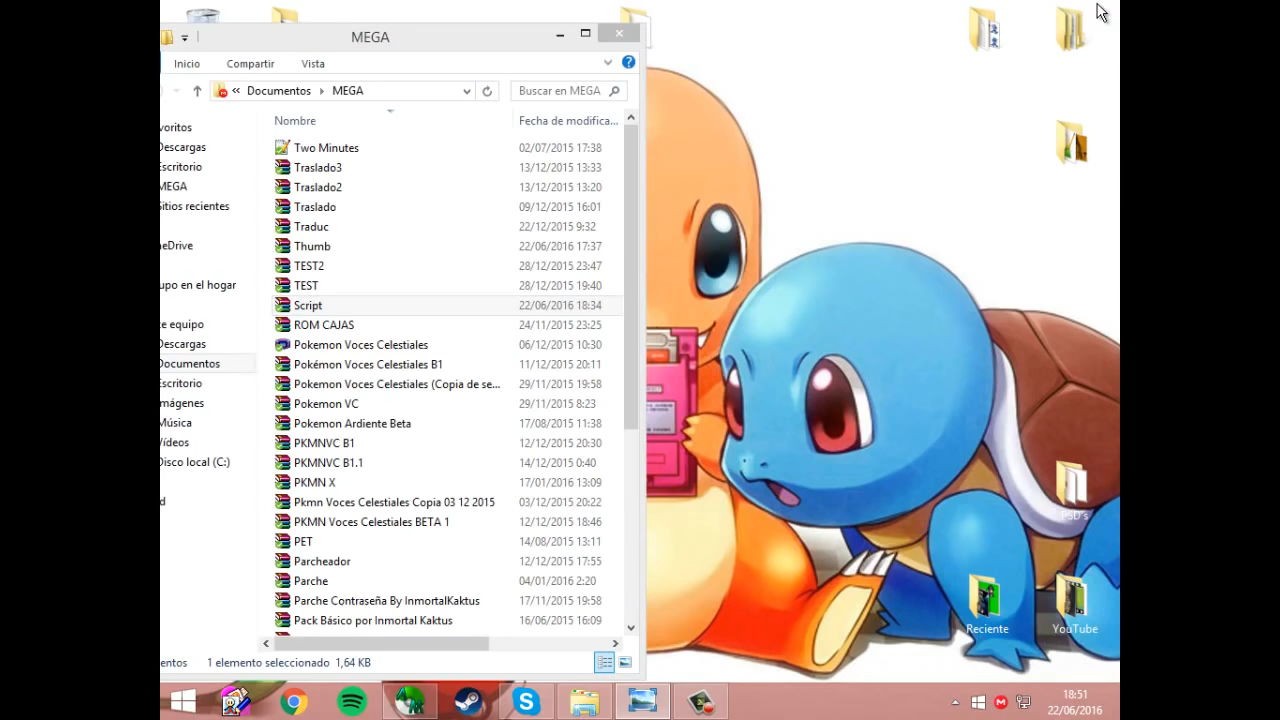 MEGA
Inicio Compartir Vista
« Documentos MEGA
Buscar en MEGA
Nombre Fecha de modifica...
voritos
Descargas
Escritorio
MEGA
Sitios recientes
neDrive
upo en el hogar
te equipo
Descargas
Documentos
Escritorio
mágenes
Música
Vídeos
Disco local (C:)
d
Two Minutes 02/07/2015 17:38
Traslado3 13/12/2015 13:33
Traslado2 13/12/2015 13:20
Traslado 09/12/2015 16:01
Traduc 22/12/2015 9:32
Thumb 22/06/2016 17:37
TEST2 28/12/2015 23:47
TEST 28/12/2015 19:40
Script 22/06/2016 18:34
ROM CAJAS 24/11/2015 23:25
Pokemon Voces Celestiales 06/12/2015 10:30
Pokémon Voces Celestiales B1 11/12/2015 20:11
Pokemon Voces Celestiales (Copia de se... 29/11/2015 19:58
Pokemon VC 29/11/2015 8:23
Pokemon Ardiente Beta 17/08/2015 11:38
PKMNVC B1 12/12/2015 20:30
PKMNVC B1.1 14/12/2015 0:40
PKMN X 17/01/2016 13:09
Pkmn Voces Celestiales Copia 03 12 2015 03/12/2015 20:22
PKMN Voces Celestiales BETA 1 12/12/2015 18:46
PET 14/08/2015 13:11
Parcheador 12/12/2015 17:55
Parche 04/01/2016 2:20
Parche Contraseña By InmortalKaktus 17/11/2015 19:58
Pack Básico por Inmortal Kaktus 16/06/2015 16:09
entos 1 elemento seleccionado 1,64 KB
PSD's
Reciente
YouTube
18:51
22/06/2016